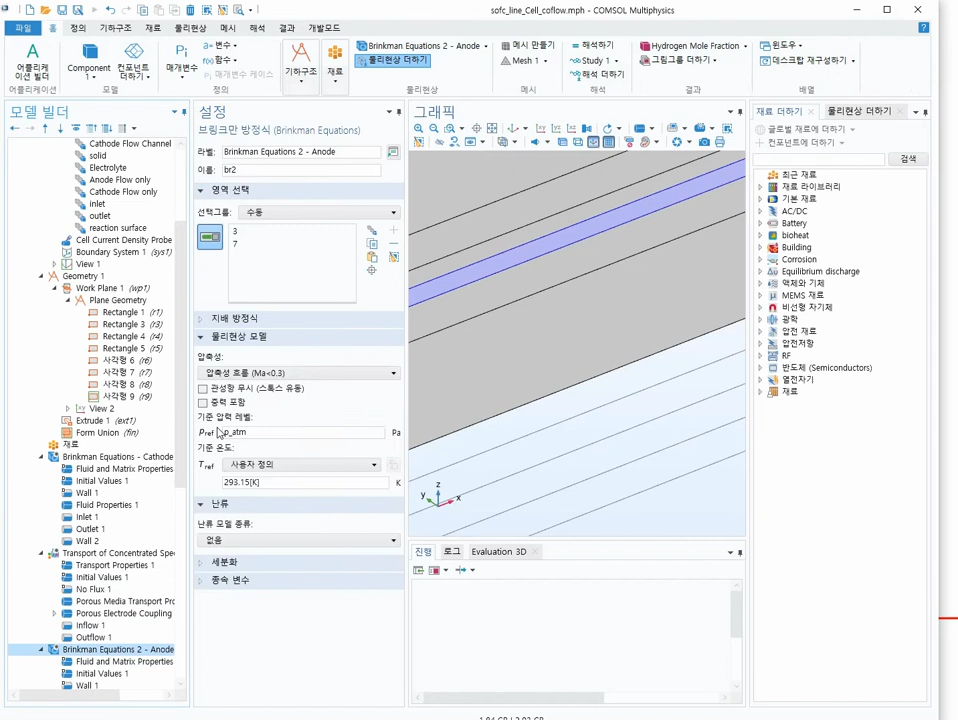 sofc_line_Cell_coflow.mph - COMSOL Multiphysics
파일
홈
정의
기하구조
재료
물리현상
메시
해석
결과
개발모드
어플리케이션 빌더
어플리케이션
Component 1
컴포넌트 더하기
모델
Pi 매개변수
a= 변수
f(x) 함수
매개변수 케이스
정의
기하구조
재료
Brinkman Equations 2 - Anode
물리현상 더하기
물리현상
메시 만들기
Mesh 1
메시
해석하기
Study 1
해석 더하기
해석
Hydrogen Mole Fraction
그림그룹 더하기
결과
윈도우
데스크탑 재구성하기
배열
모델 빌더
Cathode Flow Channel
solid
Electrolyte
Anode Flow only
Cathode Flow only
inlet
outlet
reaction surface
Cell Current Density Probe
Boundary System 1 (sys1)
View 1
Geometry 1
Work Plane 1 (wp1)
Plane Geometry
Rectangle 1 (r1)
Rectangle 3 (r3)
Rectangle 4 (r4)
Rectangle 5 (r5)
사각형 6 (r6)
사각형 7 (r7)
사각형 8 (r8)
사각형 9 (r9)
View 2
Extrude 1 (ext1)
Form Union (fin)
재료
Brinkman Equations - Cathode
Fluid and Matrix Properties
Initial Values 1
Wall 1
Fluid Properties 1
Inlet 1
Outlet 1
Wall 2
Transport of Concentrated Spe
Transport Properties 1
Initial Values 1
No Flux 1
Porous Media Transport Pr
Porous Electrode Coupling
Inflow 1
Outflow 1
Brinkman Equations 2 - Anode
Fluid and Matrix Properties
Initial Values 1
Wall 1
설정
브링크만 방정식 (Brinkman Equations)
라벨: Brinkman Equations 2 - Anode
이름: br2
영역 선택
선택그룹: 수동
3
7
지배 방정식
물리현상 모델
압축성:
압축성 흐름 (Ma<0.3)
관성항 무시 (스톡스 유동)
중력 포함
기준 압력 레벨:
Pref p_atm Pa
기준 온도:
Tref 사용자 정의
293.15[K] K
난류
난류 모델 종류:
없음
세분화
종속 변수
그래픽
y z x
진행
로그
Evaluation 3D
재료 더하기
물리현상 더하기
글로벌 재료에 더하기
컴포넌트에 더하기
검색
최근 재료
재료 라이브러리
기본 재료
AC/DC
Battery
bioheat
Building
Corrosion
Equilibrium discharge
액체와 기체
MEMS 재료
비선형 자기체
광학
압전 재료
압전저항
RF
반도체 (Semiconductors)
열전자기
재료